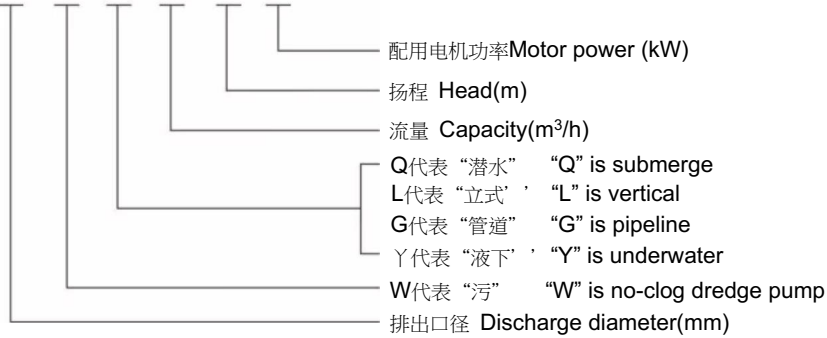 配用电机功率Motor power (kW)
扬程 Head(m)
流量 Capacity(m³/h)
Q代表“潜水” “Q” is submerge
L代表“立式’’ “L” is vertical
G代表“管道” “G” is pipeline
丫代表“液下’’ “Y” is underwater
W代表“污” “W” is no-clog dredge pump
排出口径 Discharge diameter(mm)